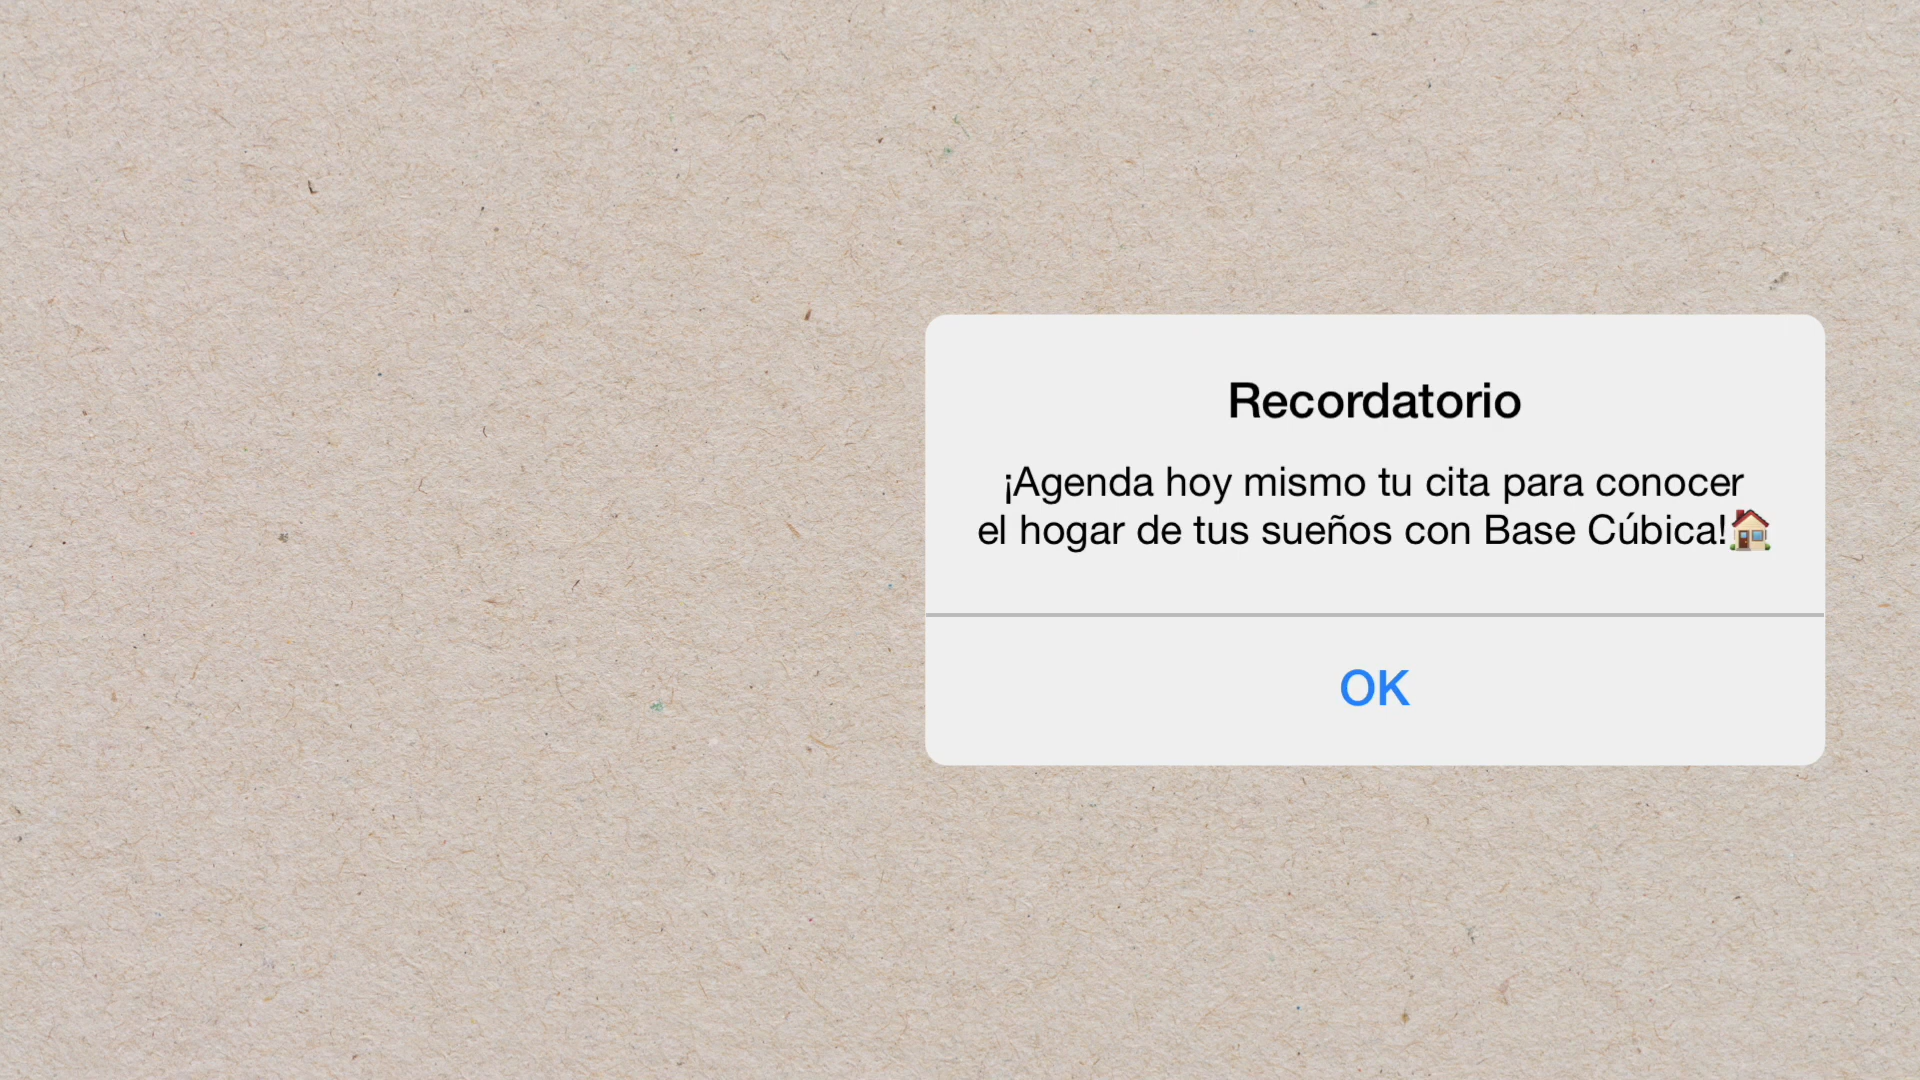 Recordatorio
¡Agenda hoy mismo tu cita para conocer
el hogar de tus sueños con Base Cúbica!🏠
OK